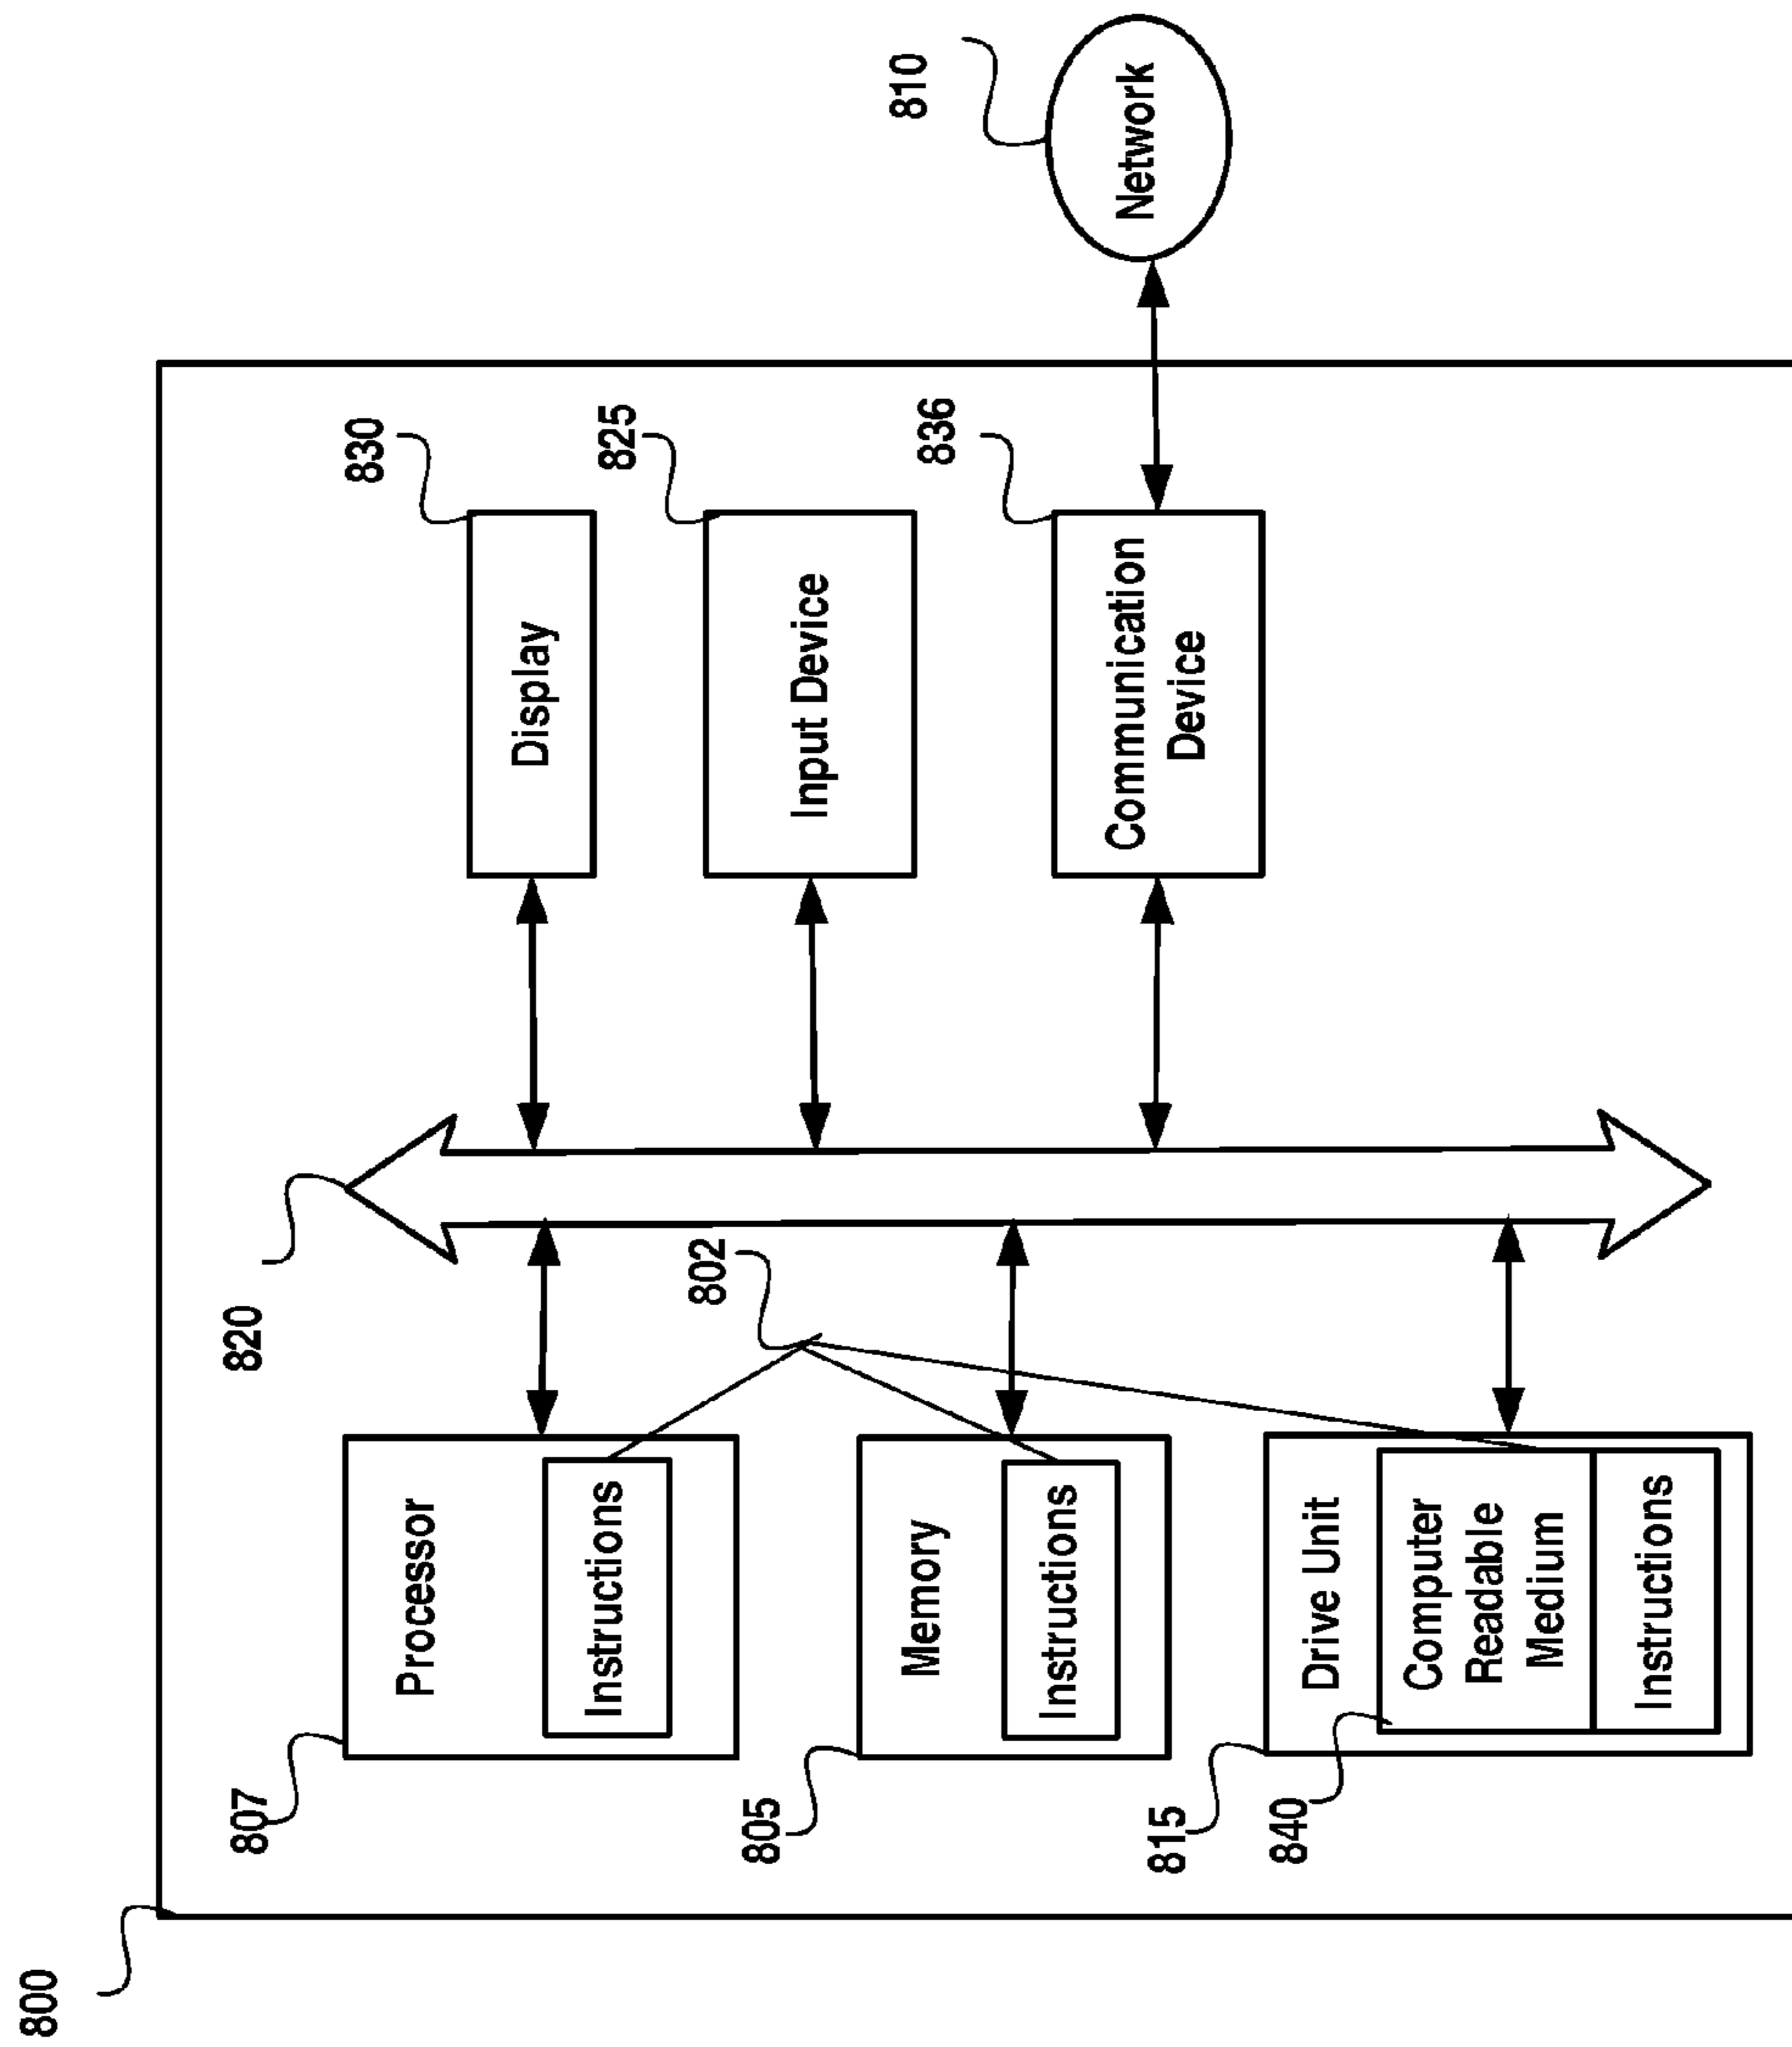 800
807
Processor
Instructions
805
Memory
Instructions
815
840
Drive Unit
Computer
Readable
Medium
Instructions
802
820
830
Display
825
Input Device
836
Communication
Device
810
Network